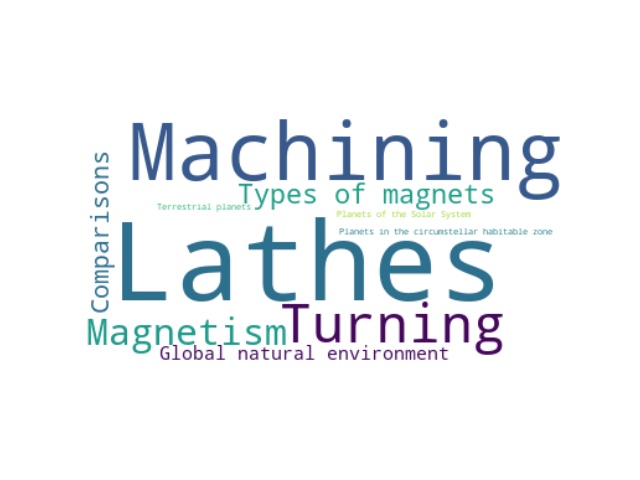 Machining
Comparisons
Types of magnets
Terrestrial planets
Planets of the Solar System
Lathes
Planets in the circumstellar habitable zone
Turning
Magnetism
Global natural environment